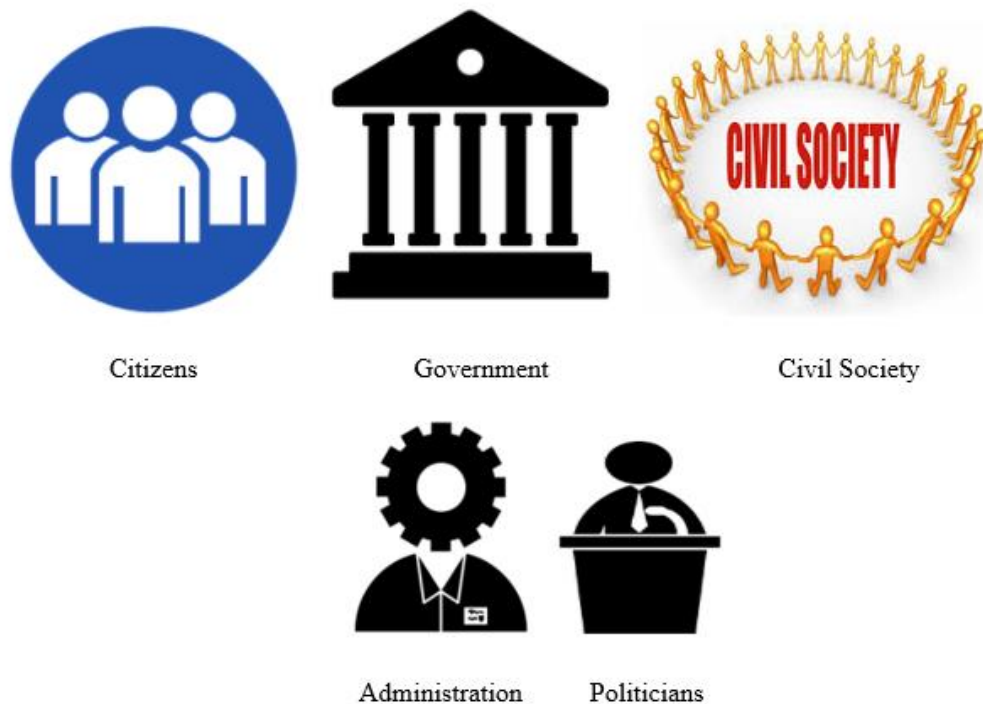 CIVIL SOCIETY
Citizens
Government
Civil Society
Administration
Politicians